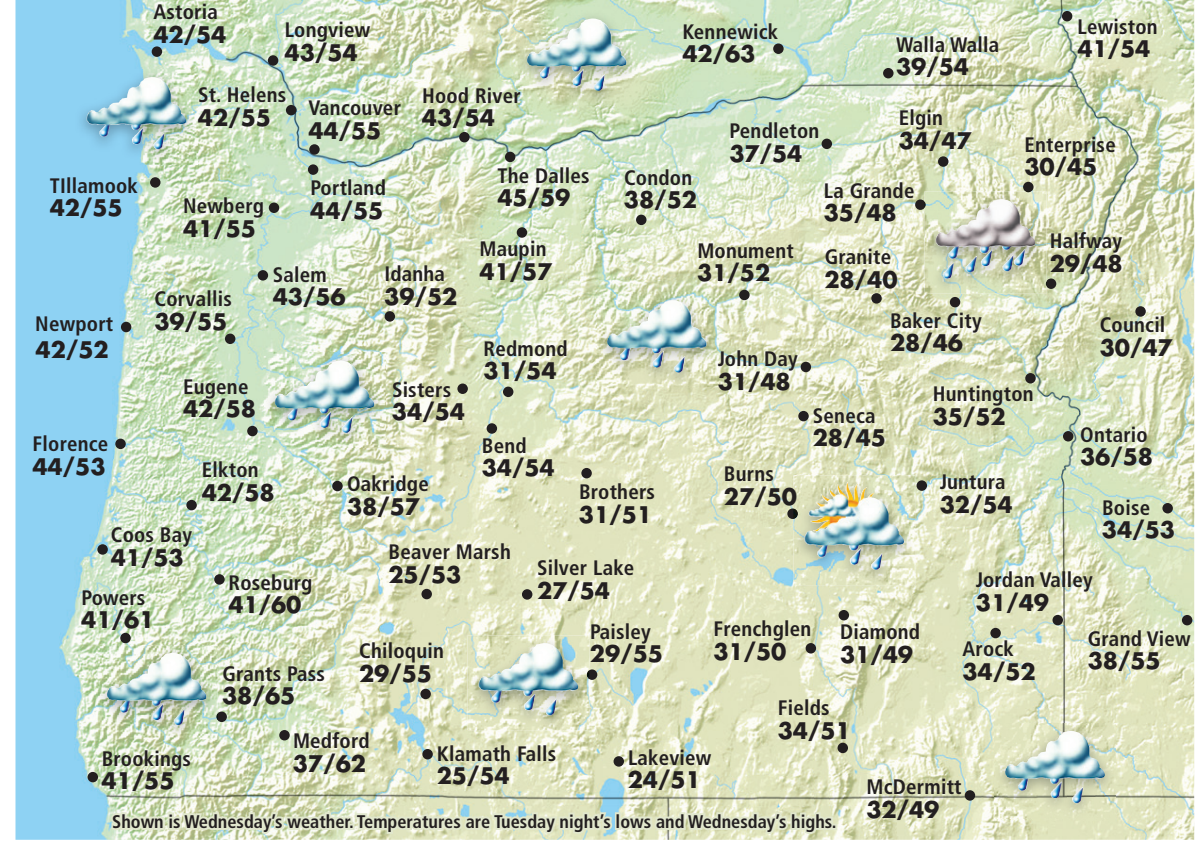 Astoria
42/54
Longview
43/54
Kennewick
42/63
Walla Walla
39/54
Lewiston
41/54
St. Helens
42/55
Vancouver
44/55
Hood River
43/54
Pendleton
37/54
Elgin
34/47
Enterprise
30/45
TIllamook
42/55
Newberg
41/55
Portland
44/55
The Dalles
45/59
Condon
38/52
La Grande
35/48
Maupin
41/57
Monument
31/52
Granite
28/40
Halfway
29/48
Salem
43/56
Idanha
39/52
Corvallis
39/55
Newport
42/52
Baker City
28/46
Council
30/47
Redmond
31/54
John Day
31/48
Eugene
42/58
Sisters
34/54
Huntington
35/52
Seneca
28/45
Florence
44/53
Bend
34/54
Ontario
36/58
Elkton
42/58
Oakridge
38/57
Brothers
31/51
Burns
27/50
Juntura
32/54
Boise
34/53
Coos Bay
41/53
Beaver Marsh
25/53
Silver Lake
27/54
Roseburg
41/60
Jordan Valley
31/49
Powers
41/61
Chiloquin
29/55
Paisley
29/55
Frenchglen
31/50
Diamond
31/49
Arock
34/52
Grand View
38/55
Grants Pass
38/65
Fields
34/51
Medford
37/62
Klamath Falls
25/54
Lakeview
24/51
Brookings
41/55
McDermitt
32/49
Shown is Wednesday's weather. Temperatures are Tuesday night's lows and Wednesday's highs.